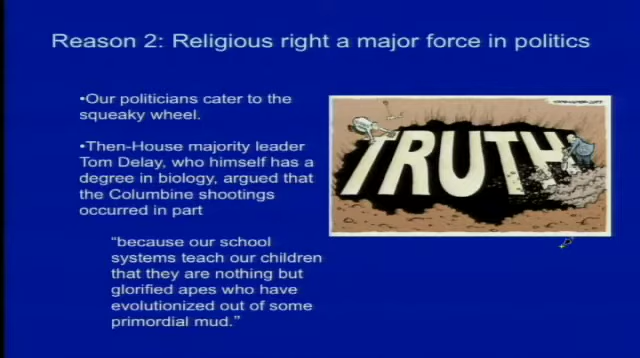 Reason 2: Religious right a major force in politics
•Our politicians cater to the
squeaky wheel.
•Then-House majority leader
Tom Delay, who himself has a
degree in biology, argued that
the Columbine shootings
occurred in part
“because our school
systems teach our children
that they are nothing but
glorified apes who have
evolutionized out of some
primordial mud.”
TRUTH